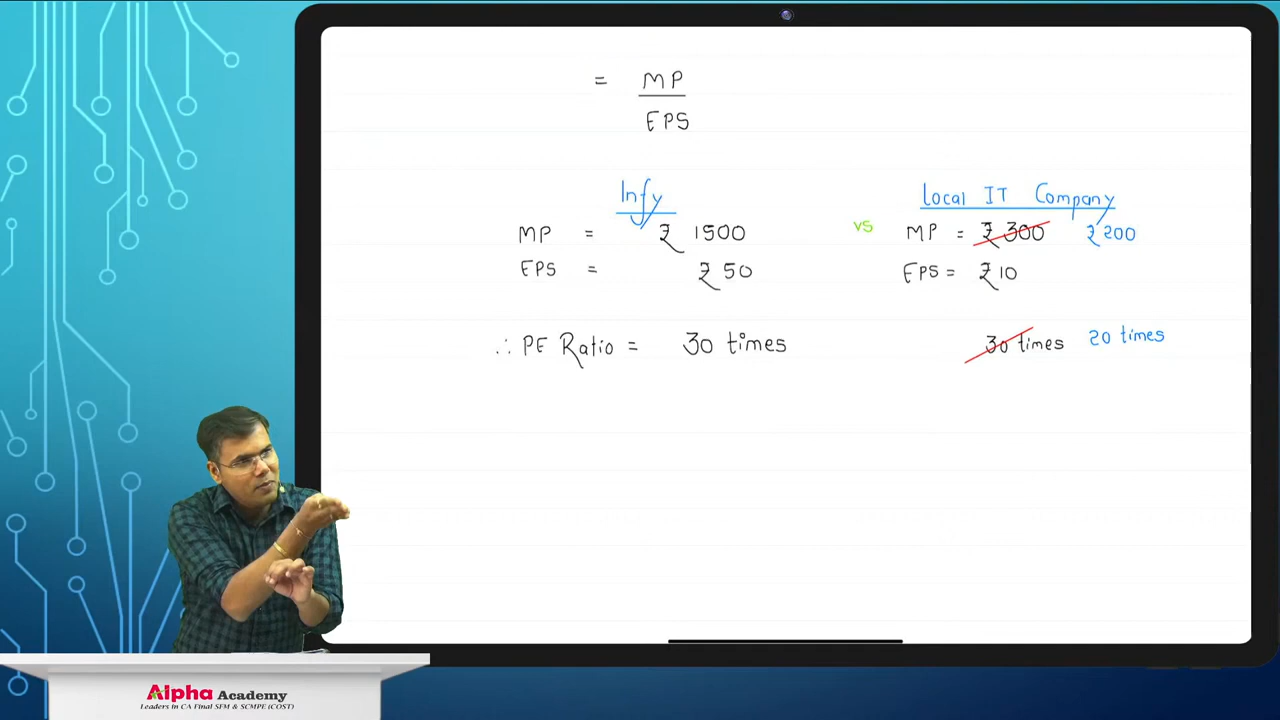 = MP
EPS
Infy
Local IT Company
MP = ₹ 1500
vs
MP = ₹ 300 ₹ 200
EPS = ₹ 50
EPS = ₹ 10
∴ PE Ratio = 30 times
30 times 20 times
Alpha Academy
Leaders in CA Final SFM & SCMPE (COST)